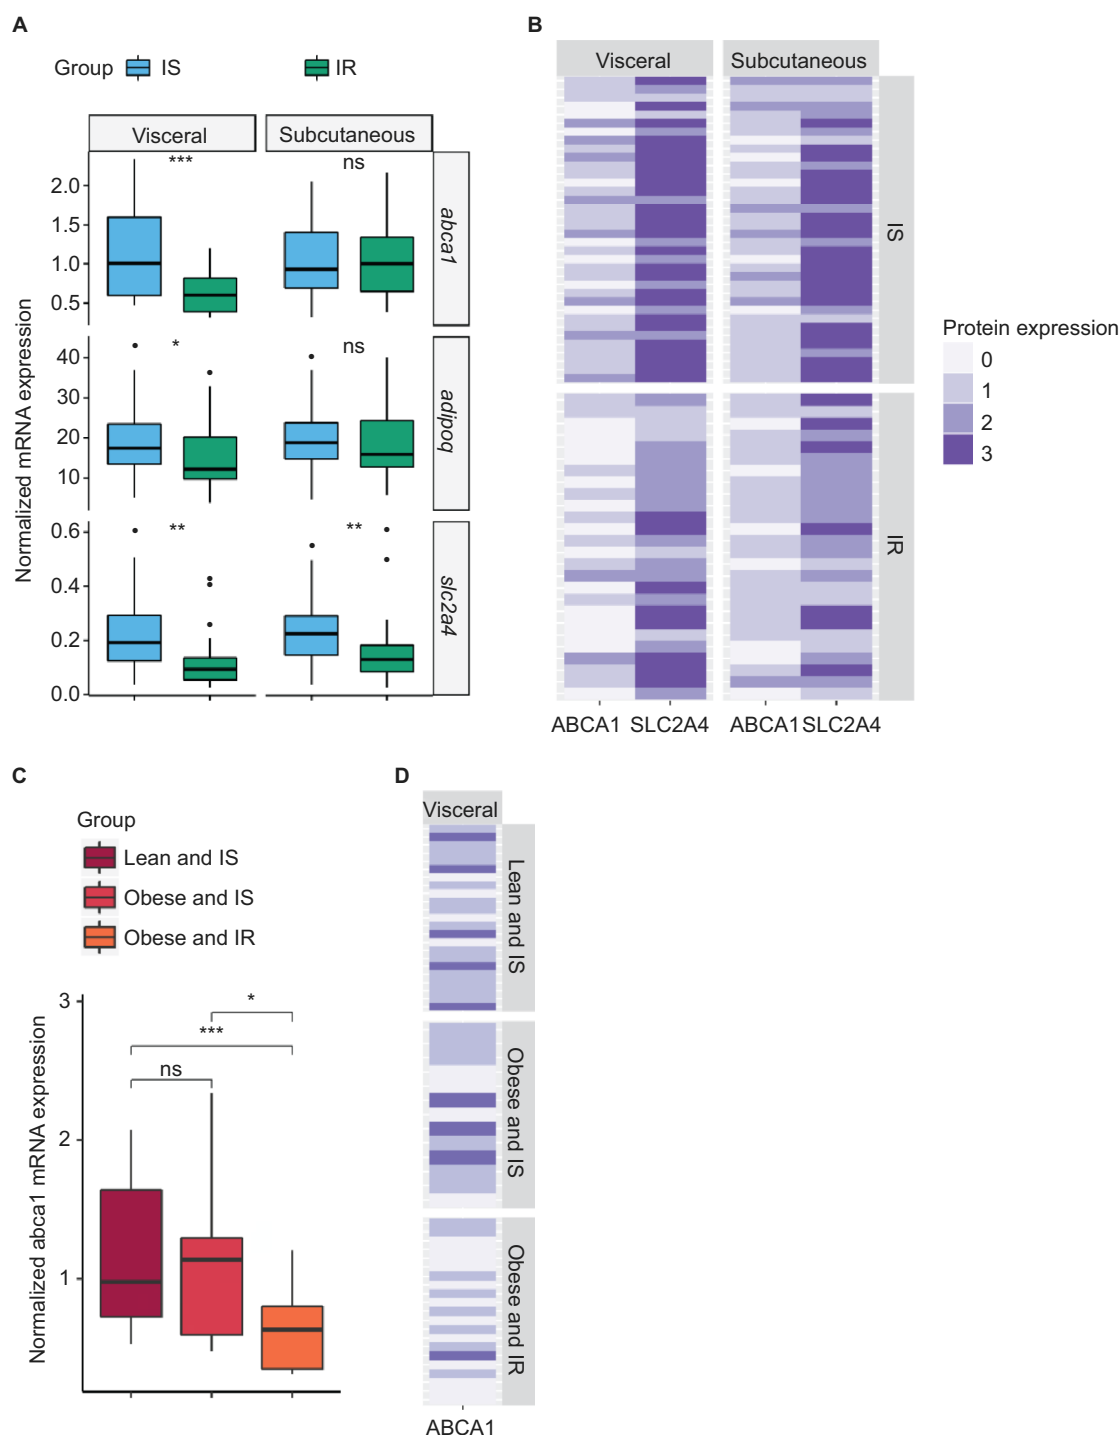 A
Group IS IR
Visceral Subcutaneous
*** ns
2.0
1.5
1.0
0.5
abca1
* ns
40
30
20
10
adipoq
** **
0.6
0.4
0.2
0.0
slc2a4
Normalized mRNA expression
B
Visceral Subcutaneous
IS
IR
ABCA1 SLC2A4 ABCA1 SLC2A4
Protein expression
0
1
2
3
C
Group
Lean and IS
Obese and IS
Obese and IR
Normalized abca1 mRNA expression
3
2
1
*
***
ns
D
Visceral
Lean and IS
Obese and IS
Obese and IR
ABCA1